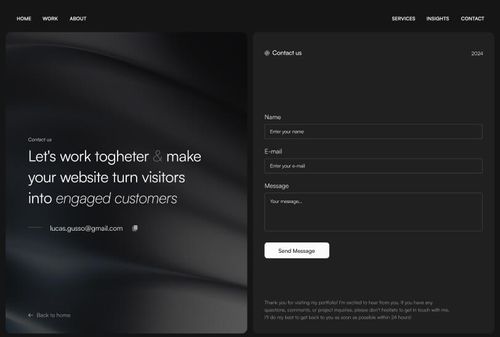 HOME WORK ABOUT
SERVICES INSIGHTS CONTACT
Contact us
Let's work togheter & make
your website turn visitors
into engaged customers
lucas.gusso@gmail.com
← Back to home
Contact us
2024
Name
Enter your name
E-mail
Enter your e-mail
Message
Your message...
Send Message
Thank you for visiting my portfolio! I'm excited to hear from you. If you have any
questions, comments, or project inquiries, please don't hesitate to get in touch with me.
I'll do my best to get back to you as soon as possible within 24 hours!